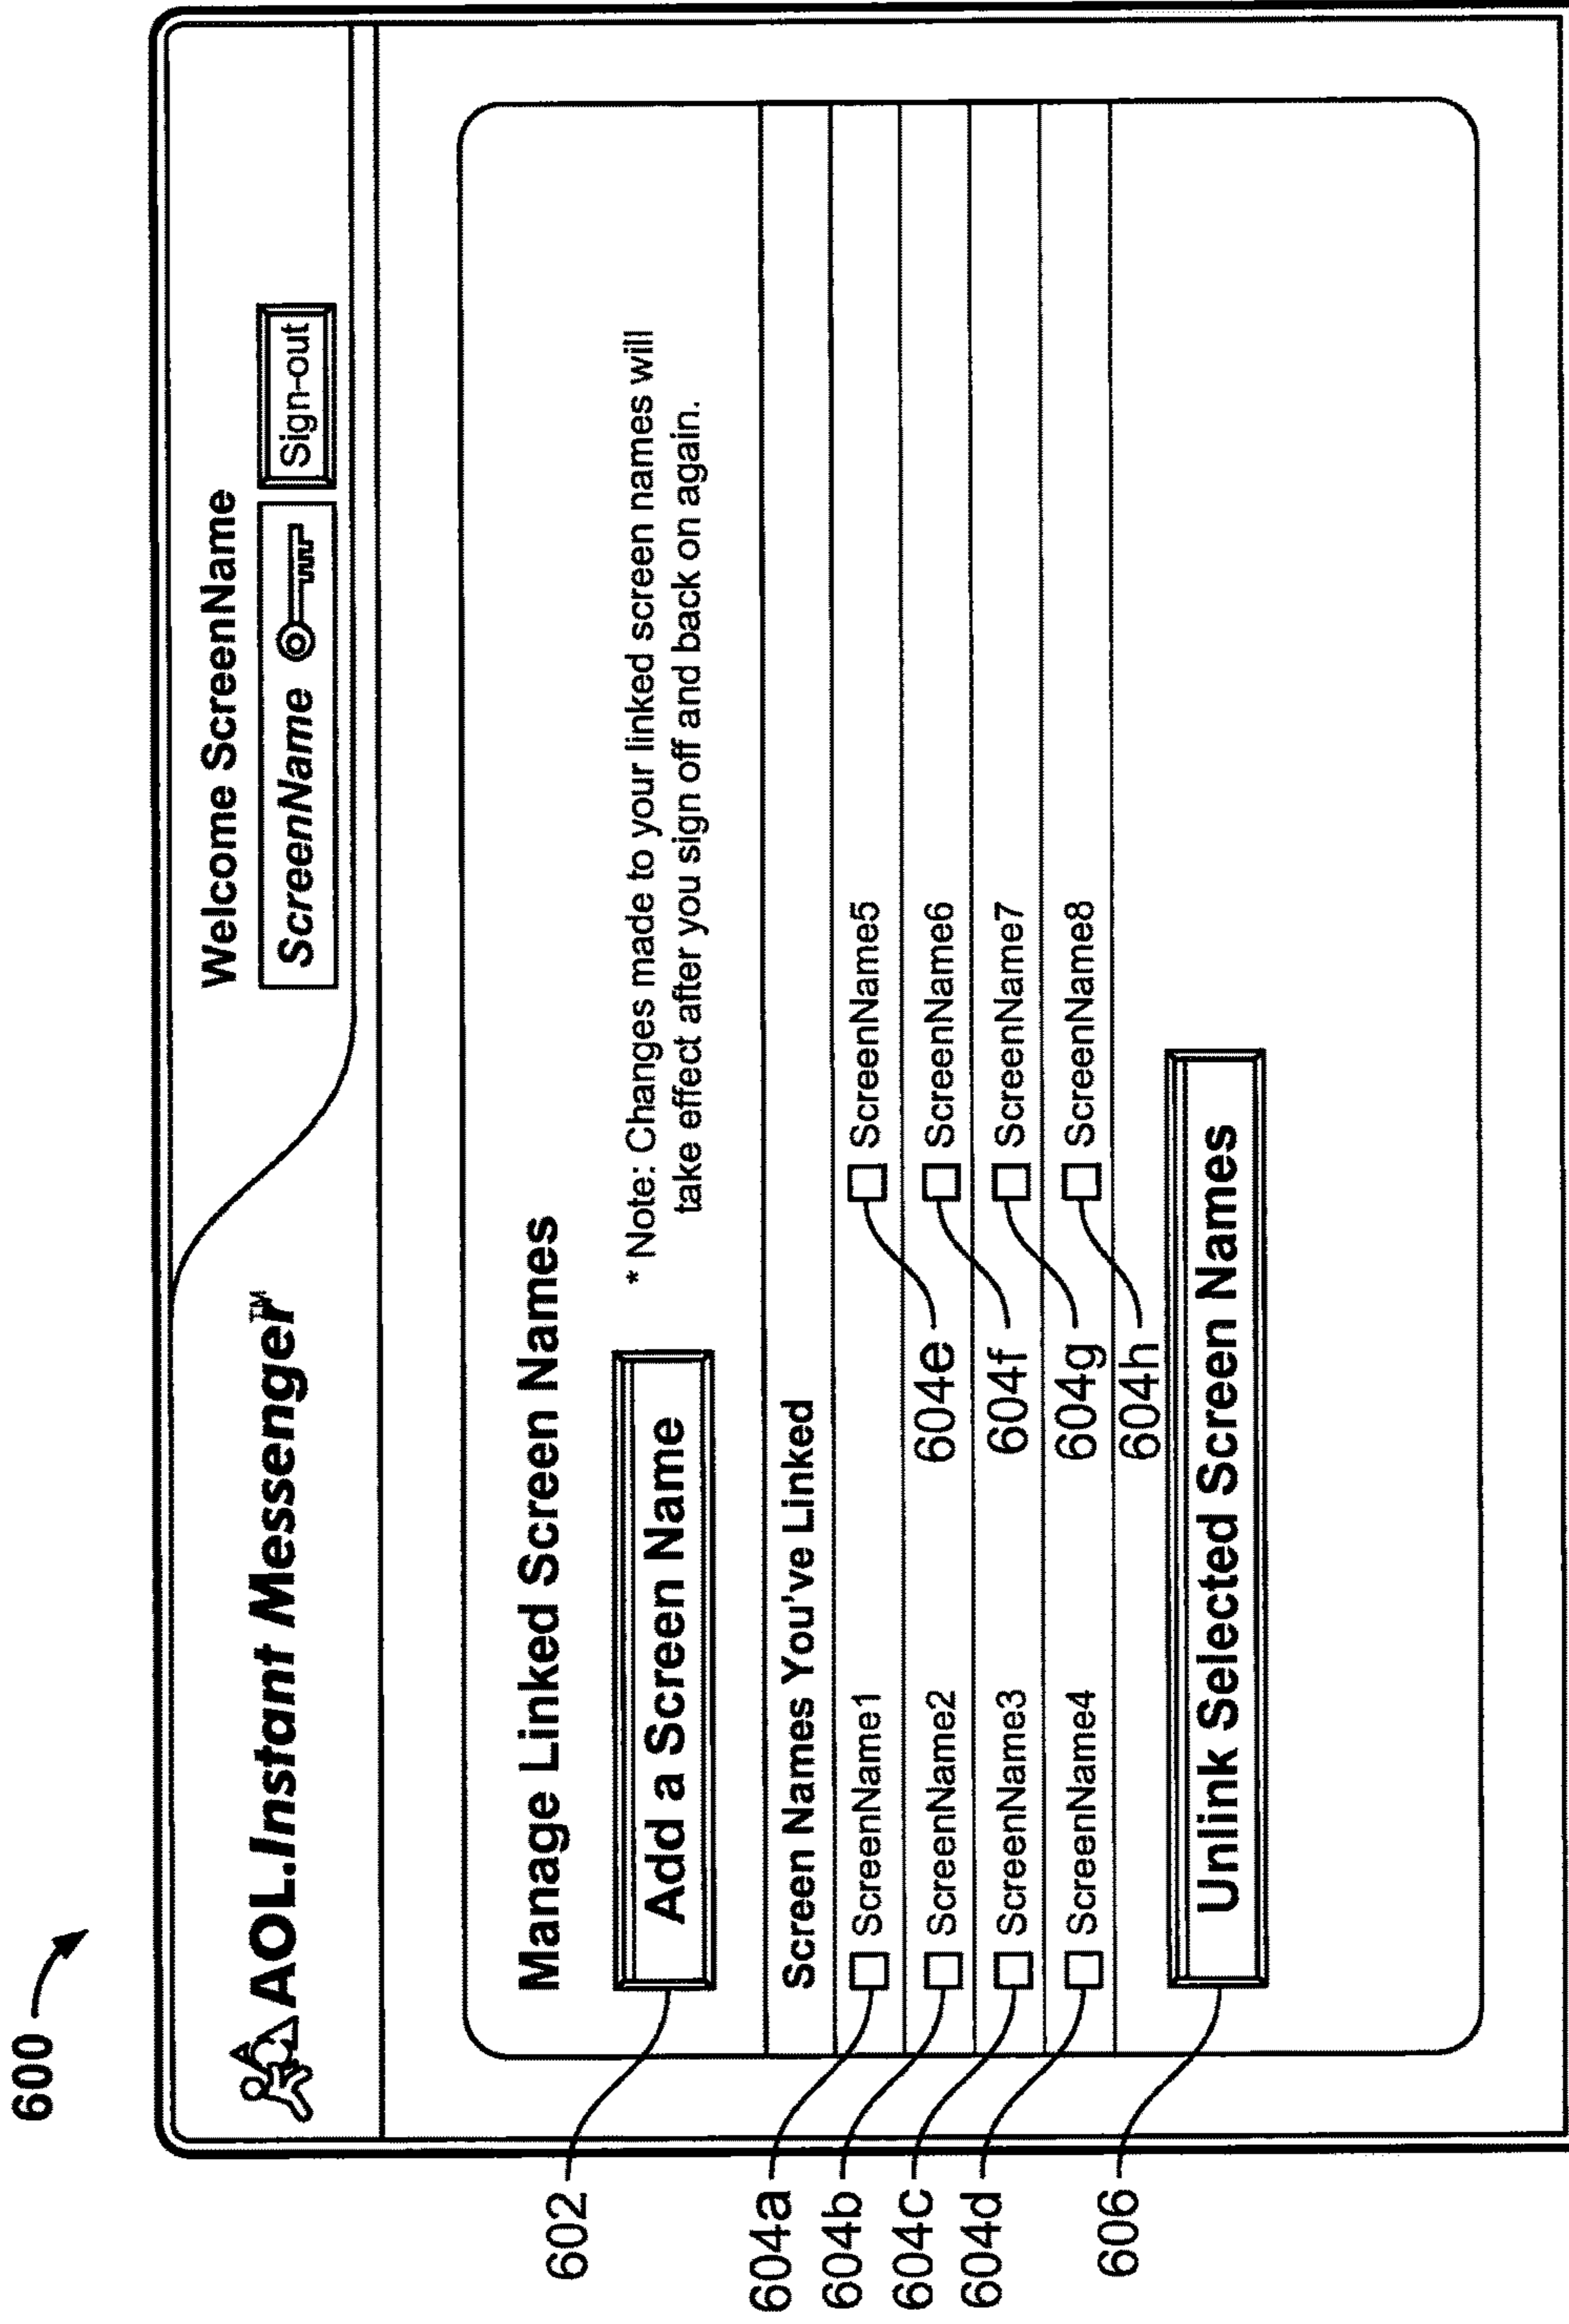 600
AOL.Instant Messenger™
Welcome ScreenName
ScreenName
Sign-out
Manage Linked Screen Names
602
Add a Screen Name
* Note: Changes made to your linked screen names will
take effect after you sign off and back on again.
Screen Names You've Linked
604a
ScreenName1
ScreenName5
604b
ScreenName2
604e
ScreenName6
604c
ScreenName3
604f
ScreenName7
604d
ScreenName4
604g
ScreenName8
604h
606
Unlink Selected Screen Names